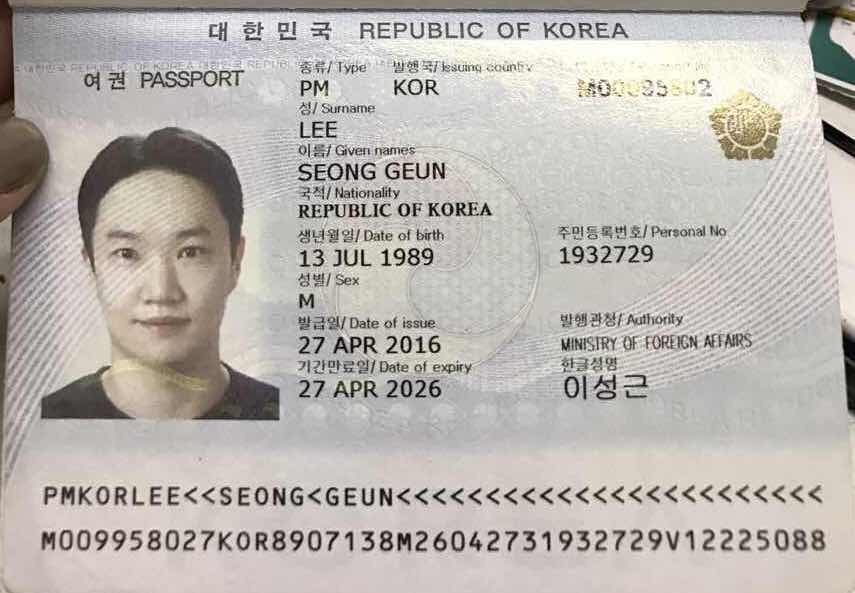 대한민국 REPUBLIC OF KOREA
여권 PASSPORT
종류/ Type 발행국/ Issuing country
PM KOR
성/ Surname
LEE
이름/ Given names
SEONG GEUN
국적/ Nationality
REPUBLIC OF KOREA
생년월일/ Date of birth 주민등록번호/ Personal No.
13 JUL 1989 1932729
성별/ Sex
M
발급일/ Date of issue 발행관청/ Authority
27 APR 2016 MINISTRY OF FOREIGN AFFAIRS
기간만료일/ Date of expiry 한글성명
27 APR 2026 이성근
PMKORLEE<<SEONG<GEUN<<<<<<<<<<<<<<<<<<<<<<<<
M009958027KOR8907138M26042731932729V12225088